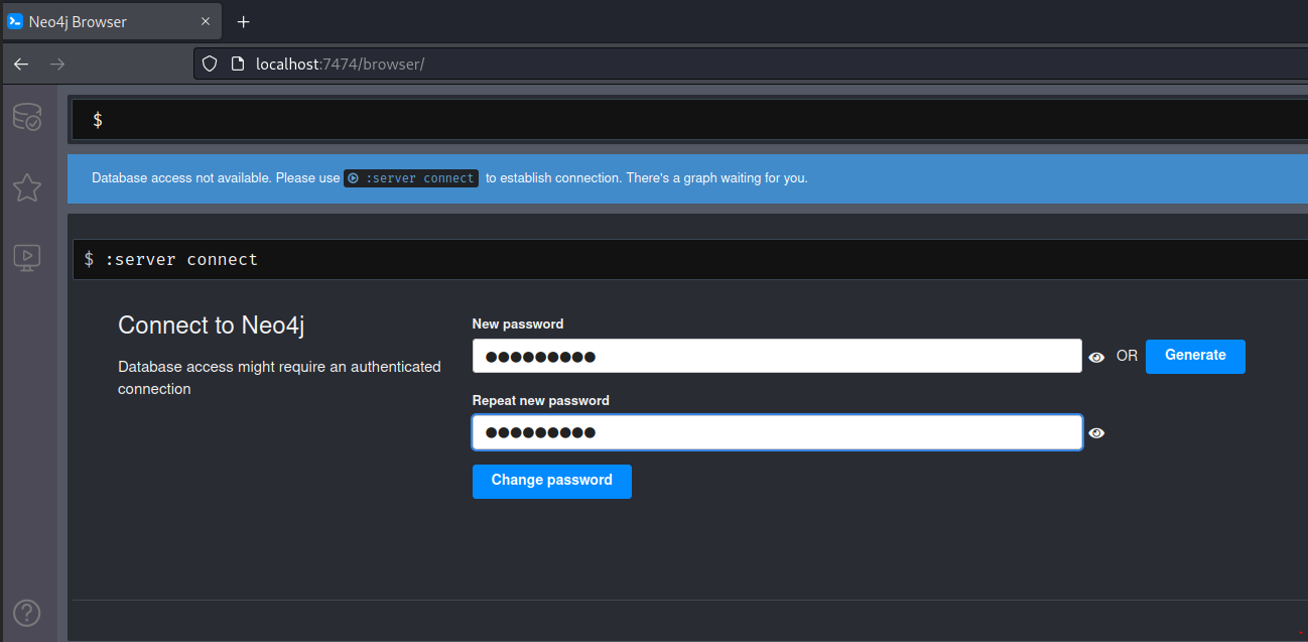 Neo4j Browser
localhost:7474/browser/
$
Database access not available. Please use :server connect to establish connection. There's a graph waiting for you.
$ :server connect
Connect to Neo4j
Database access might require an authenticated
connection
New password
●●●●●●●●● OR Generate
Repeat new password
●●●●●●●●●
Change password